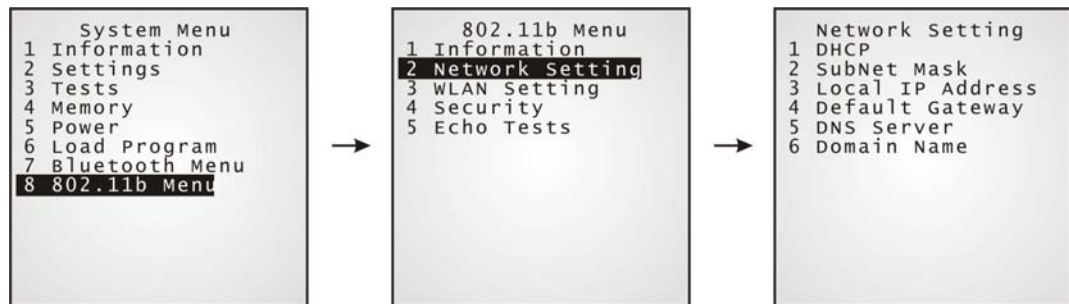 System Menu
1 Information
2 Settings
3 Tests
4 Memory
5 Power
6 Load Program
7 Bluetooth Menu
8 802.11b Menu
802.11b Menu
1 Information
2 Network Setting
3 WLAN Setting
4 Security
5 Echo Tests
Network Setting
1 DHCP
2 SubNet Mask
3 Local IP Address
4 Default Gateway
5 DNS Server
6 Domain Name